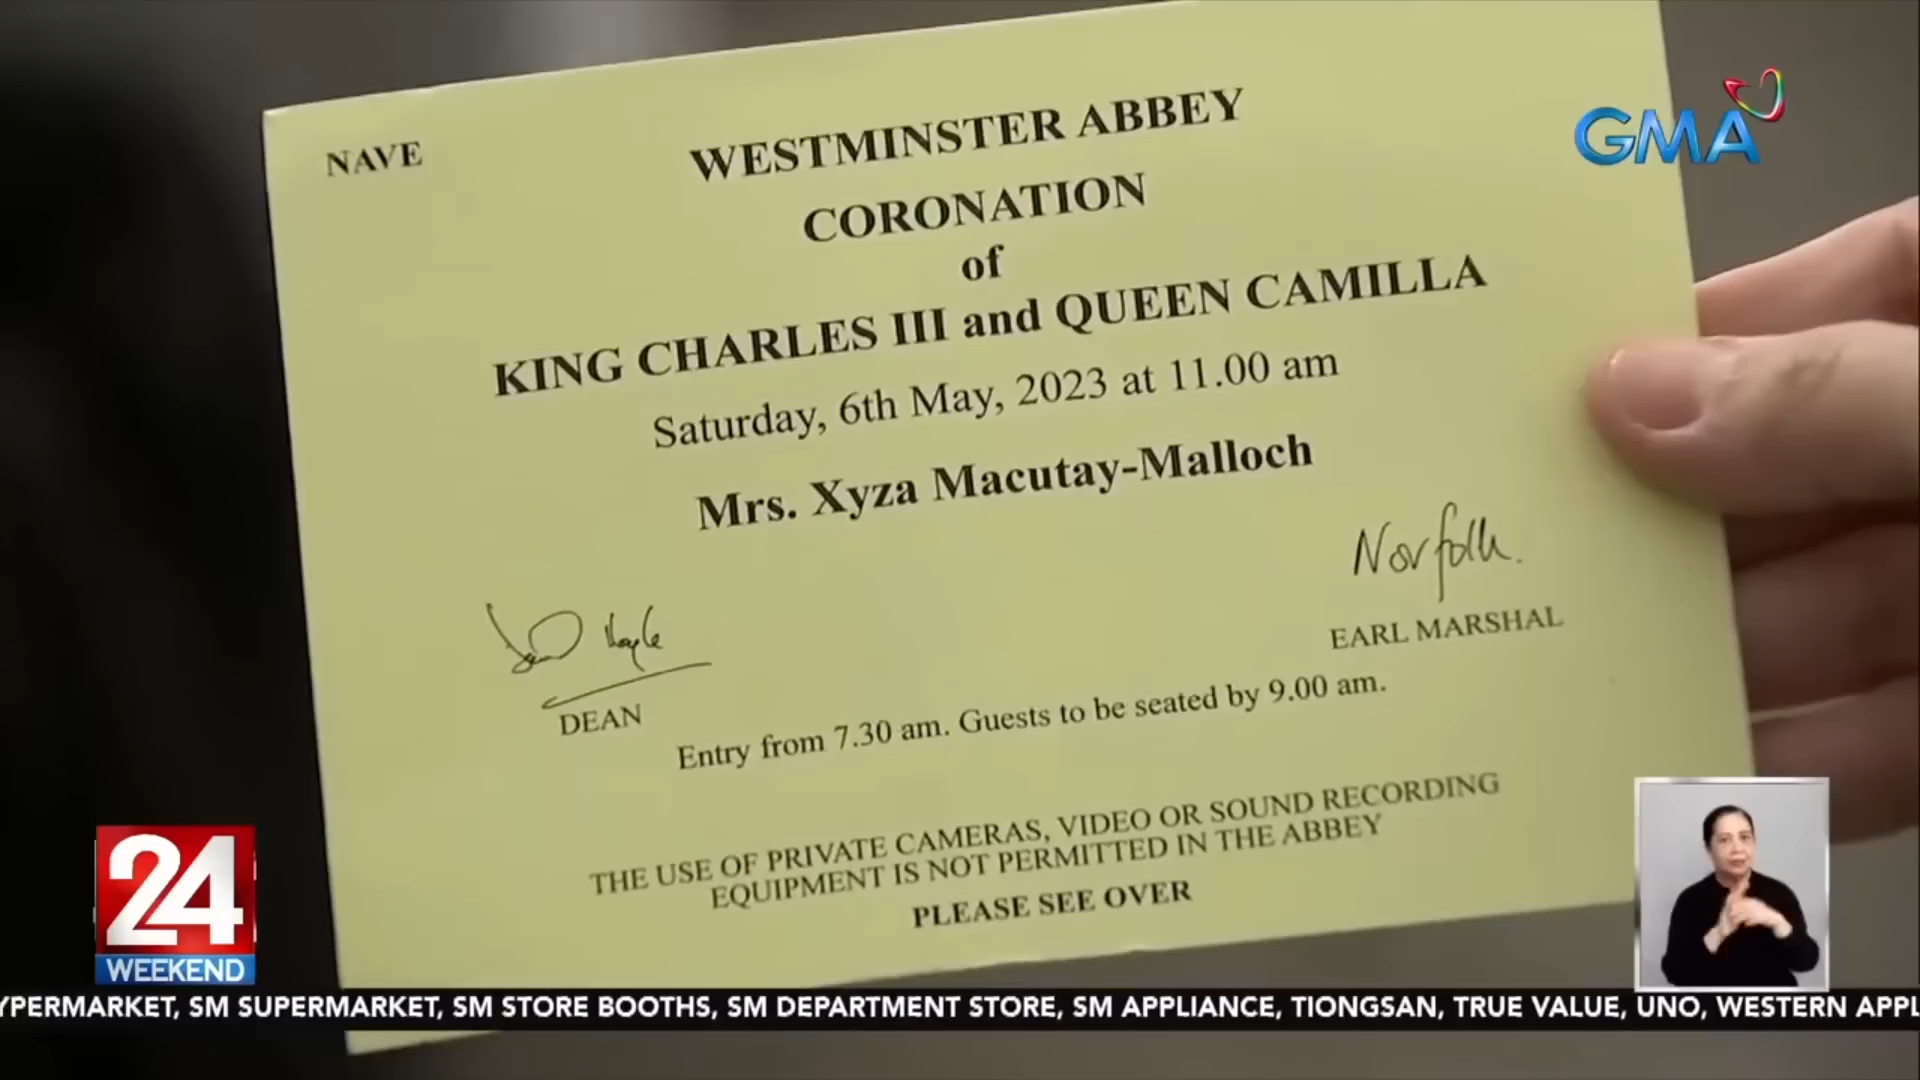 NAVE
WESTMINSTER ABBEY
CORONATION
of
KING CHARLES III and QUEEN CAMILLA
Saturday, 6th May, 2023 at 11.00 am
Mrs. Xyza Macutay-Malloch
Norfolk.
EARL MARSHAL
DEAN
Entry from 7.30 am. Guests to be seated by 9.00 am.
THE USE OF PRIVATE CAMERAS, VIDEO OR SOUND RECORDING
EQUIPMENT IS NOT PERMITTED IN THE ABBEY
PLEASE SEE OVER
GMA
24
WEEKEND
YPERMARKET, SM SUPERMARKET, SM STORE BOOTHS, SM DEPARTMENT STORE, SM APPLIANCE, TIONGSAN, TRUE VALUE, UNO, WESTERN APPL